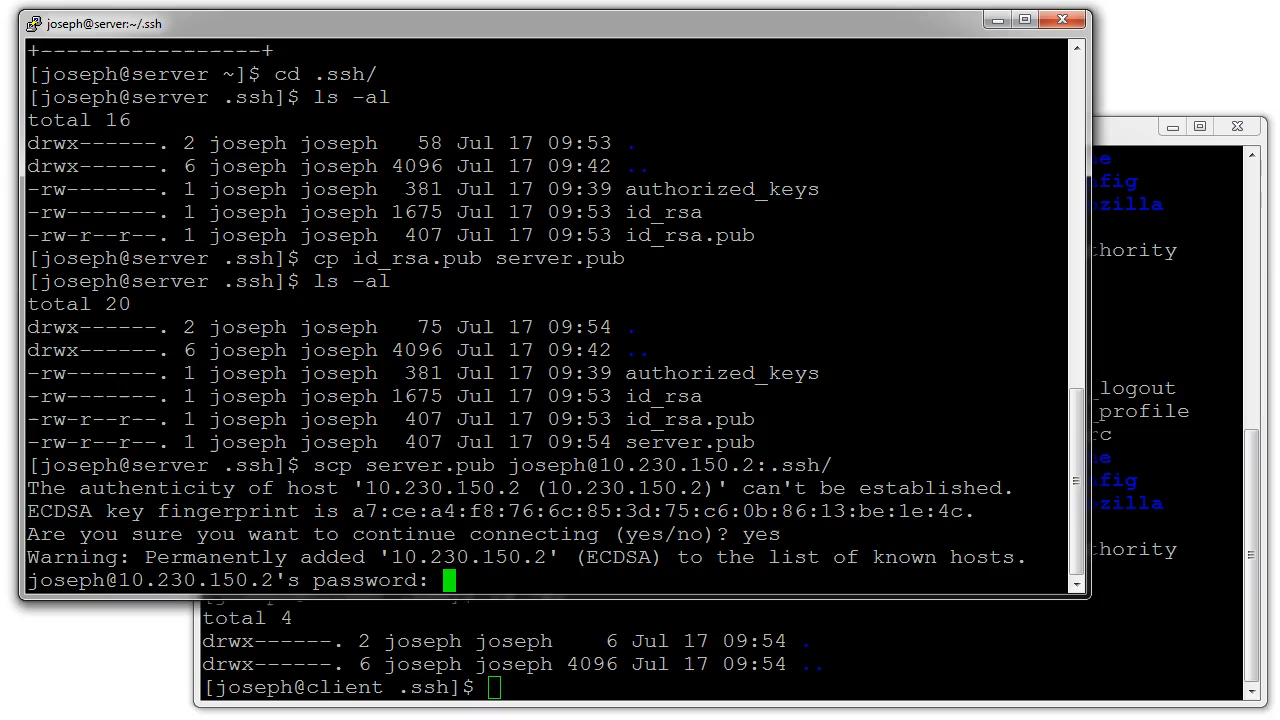 joseph@server:~/.ssh
+-----------------+
[joseph@server ~]$ cd .ssh/
[joseph@server .ssh]$ ls -al
total 16
drwx------. 2 joseph joseph   58 Jul 17 09:53 .
drwx------. 6 joseph joseph 4096 Jul 17 09:42 ..
-rw-------. 1 joseph joseph  381 Jul 17 09:39 authorized_keys
-rw-------. 1 joseph joseph 1675 Jul 17 09:53 id_rsa
-rw-r--r--. 1 joseph joseph  407 Jul 17 09:53 id_rsa.pub
[joseph@server .ssh]$ cp id_rsa.pub server.pub
[joseph@server .ssh]$ ls -al
total 20
drwx------. 2 joseph joseph   75 Jul 17 09:54 .
drwx------. 6 joseph joseph 4096 Jul 17 09:42 ..
-rw-------. 1 joseph joseph  381 Jul 17 09:39 authorized_keys
-rw-------. 1 joseph joseph 1675 Jul 17 09:53 id_rsa
-rw-r--r--. 1 joseph joseph  407 Jul 17 09:53 id_rsa.pub
-rw-r--r--. 1 joseph joseph  407 Jul 17 09:54 server.pub
[joseph@server .ssh]$ scp server.pub joseph@10.230.150.2:.ssh/
The authenticity of host '10.230.150.2 (10.230.150.2)' can't be established.
ECDSA key fingerprint is a7:ce:14:f8:76:6c:85:3d:75:c6:0b:86:13:be:1e:4c.
Are you sure you want to continue connecting (yes/no)? yes
Warning: Permanently added '10.230.150.2' (ECDSA) to the list of known hosts.
joseph@10.230.150.2's password:
he
nfig
ozilla
thority
_logout
_profile
rc
he
nfig
ozilla
thority
total 4
drwx------. 2 joseph joseph    6 Jul 17 09:54 .
drwx------. 6 joseph joseph 4096 Jul 17 09:54 ..
[joseph@client .ssh]$